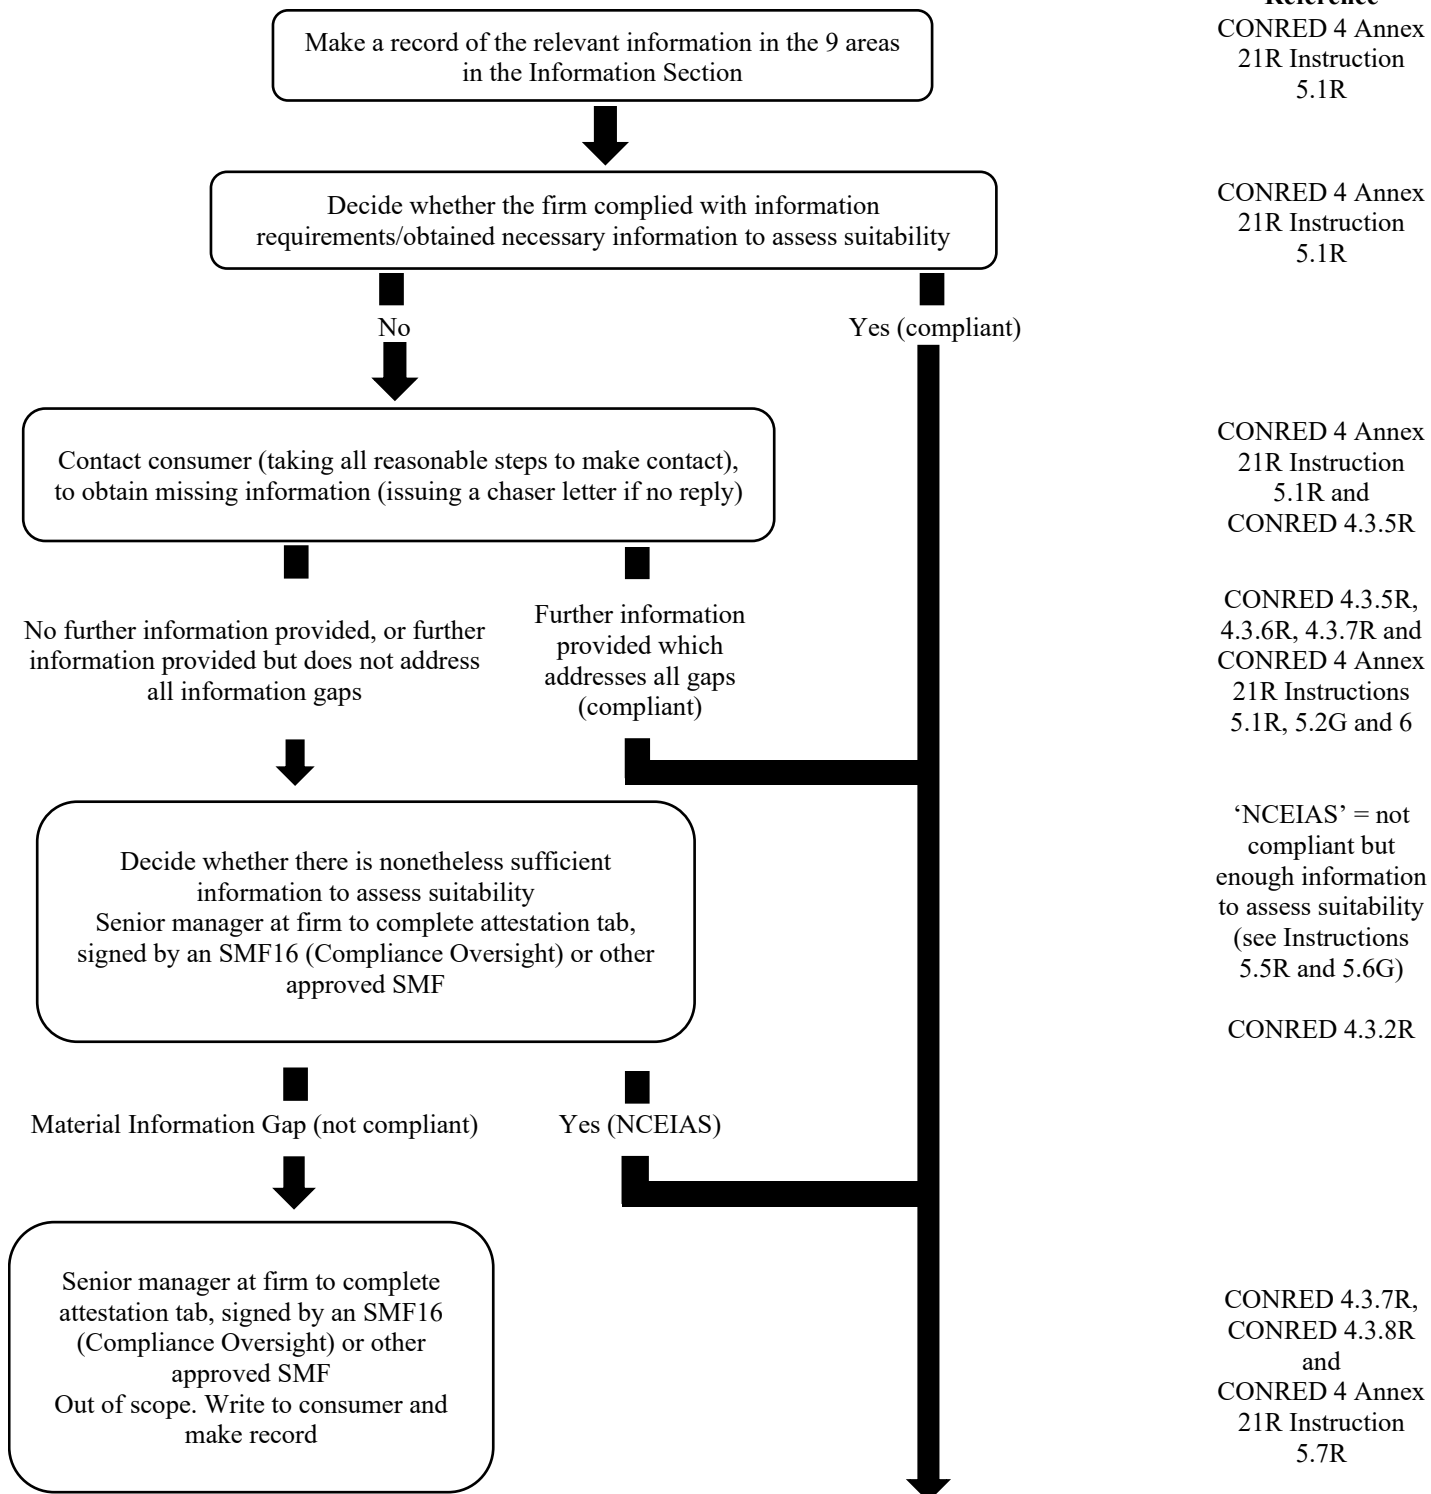 Reference
Make a record of the relevant information in the 9 areas
in the Information Section
CONRED 4 Annex
21R Instruction
5.1R
Decide whether the firm complied with information
requirements/obtained necessary information to assess suitability
CONRED 4 Annex
21R Instruction
5.1R
No
Yes (compliant)
Contact consumer (taking all reasonable steps to make contact),
to obtain missing information (issuing a chaser letter if no reply)
CONRED 4 Annex
21R Instruction
5.1R and
CONRED 4.3.5R
No further information provided, or further
information provided but does not address
all information gaps
Further information
provided which
addresses all gaps
(compliant)
CONRED 4.3.5R,
4.3.6R, 4.3.7R and
CONRED 4 Annex
21R Instructions
5.1R, 5.2G and 6
Decide whether there is nonetheless sufficient
information to assess suitability
Senior manager at firm to complete attestation tab,
signed by an SMF16 (Compliance Oversight) or other
approved SMF
‘NCEIAS’ = not
compliant but
enough information
to assess suitability
(see Instructions
5.5R and 5.6G)
CONRED 4.3.2R
Material Information Gap (not compliant)
Yes (NCEIAS)
Senior manager at firm to complete
attestation tab, signed by an SMF16
(Compliance Oversight) or other
approved SMF
Out of scope. Write to consumer and
make record
CONRED 4.3.7R,
CONRED 4.3.8R
and
CONRED 4 Annex
21R Instruction
5.7R